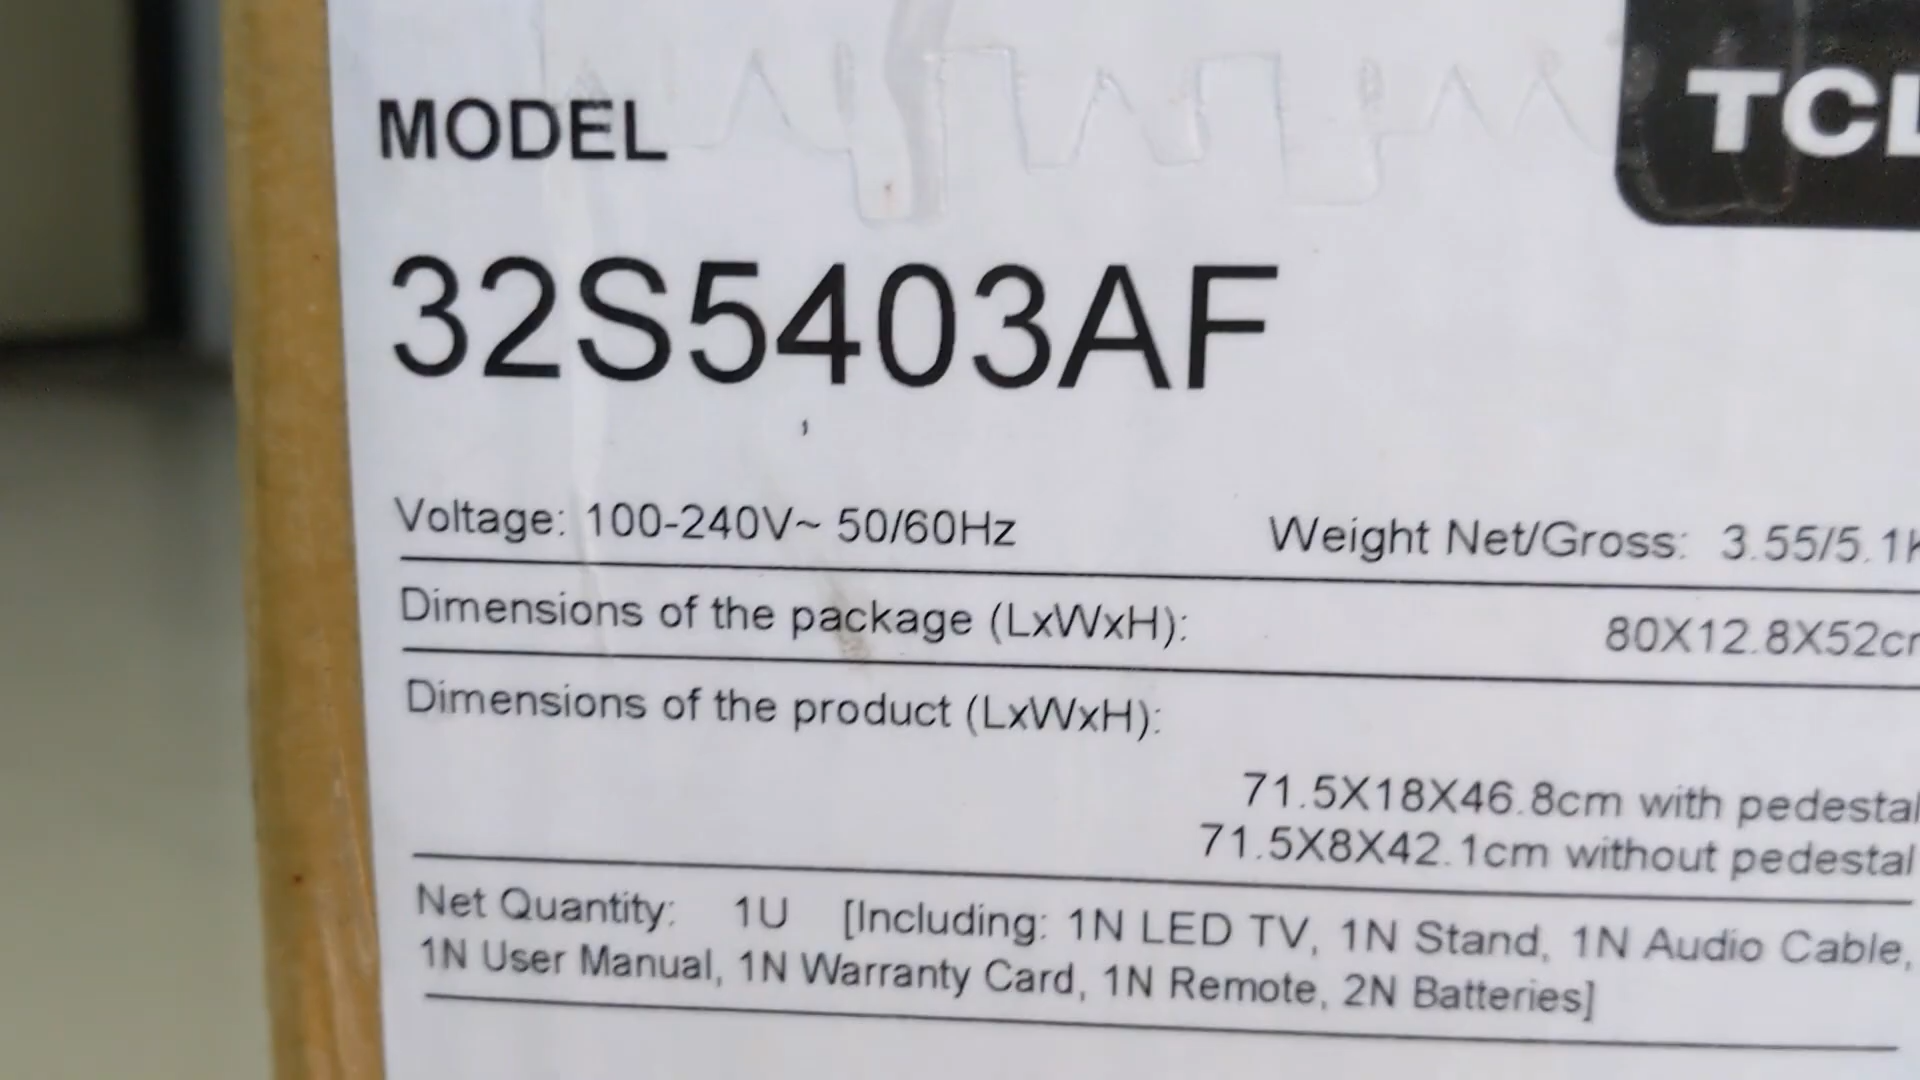 TCL
MODEL
32S5403AF
Voltage: 100-240V~ 50/60Hz Weight Net/Gross: 3.55/5.1K
Dimensions of the package (LxWxH): 80X12.8X52cm
Dimensions of the product (LxWxH):
71.5X18X46.8cm with pedestal
71.5X8X42.1cm without pedestal
Net Quantity: 1U [Including: 1N LED TV, 1N Stand, 1N Audio Cable,
1N User Manual, 1N Warranty Card, 1N Remote, 2N Batteries]